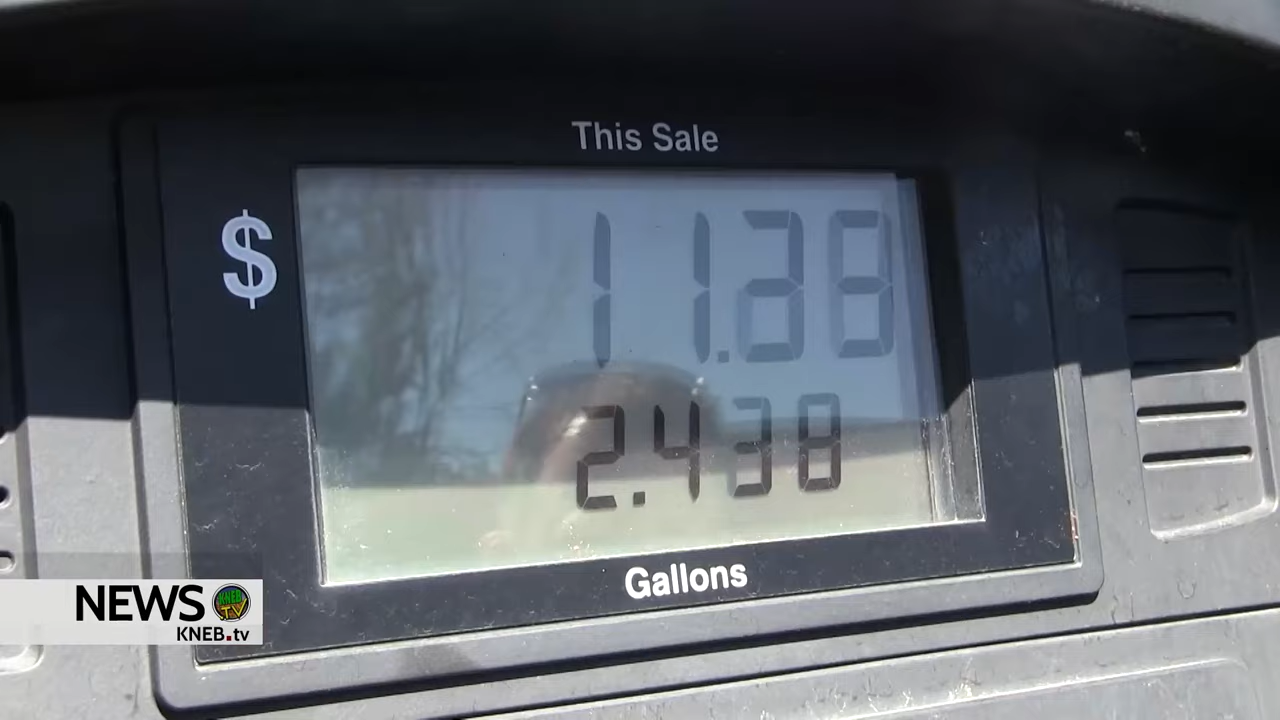 This Sale
$ 11.38
2.438
Gallons
NEWS KNEB TV
KNEB.tv